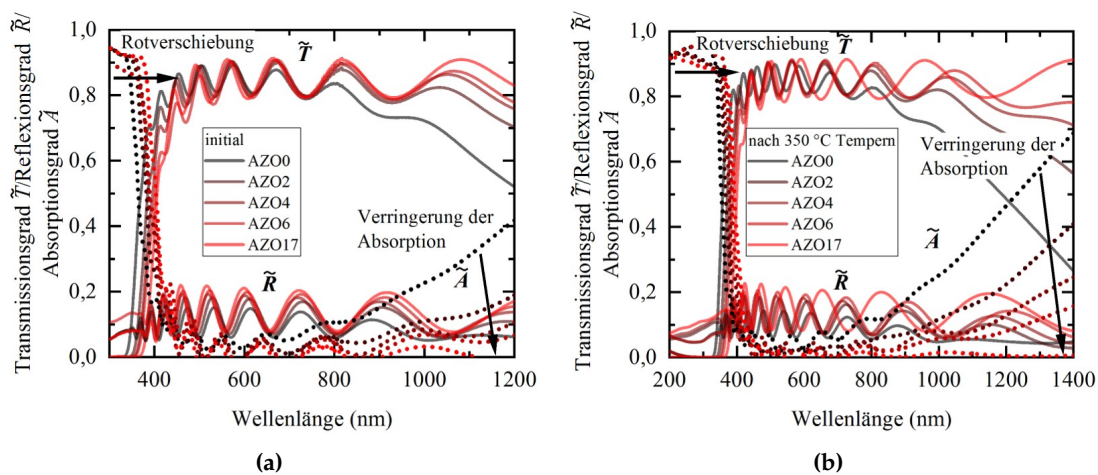 Transmissionsgrad T̃/Reflexionsgrad R̃/
Absorptionsgrad Ã
1,0
0,8
0,6
0,4
0,2
0,0
Rotverschiebung
T̃
initial
AZO0
AZO2
AZO4
AZO6
AZO17
Verringerung der
Absorption
R̃
Ã
400 600 800 1000 1200
Wellenlänge (nm)
(a)
Transmissionsgrad T̃/Reflexionsgrad R̃/
Absorptionsgrad Ã
1,0
0,8
0,6
0,4
0,2
0,0
Rotverschiebung
T̃
nach 350 °C Tempern
AZO0
AZO2
AZO4
AZO6
AZO17
Verringerung der
Absorption
Ã
R̃
200 400 600 800 1000 1200 1400
Wellenlänge (nm)
(b)